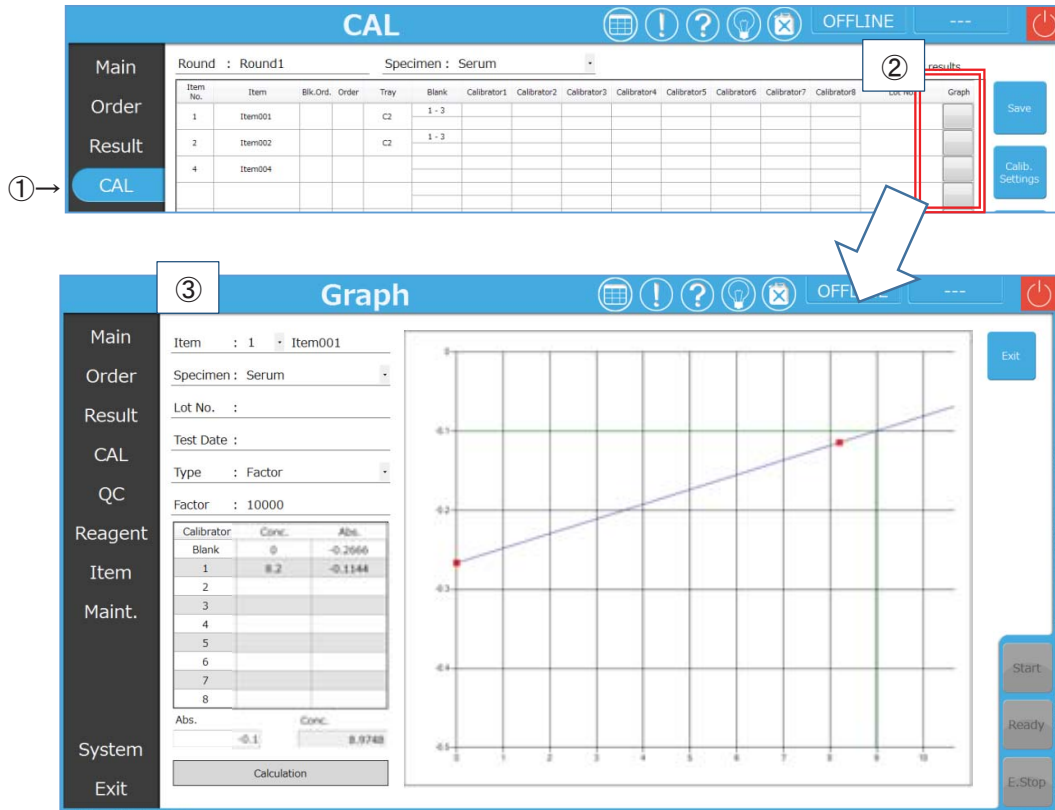 CAL
OFFLINE ---
②
①→
Main
Order
Result
CAL
Round : Round1 Specimen : Serum results
Item No. Item Blk.Ord. Order Tray Blank Calibrator1 Calibrator2 Calibrator3 Calibrator4 Calibrator5 Calibrator6 Calibrator7 Calibrator8 Lot No. Graph
1 Item001 C2 1 - 3
2 Item002 C2 1 - 3
4 Item004
Save
Calib. Settings
③
Graph
OFFLINE ---
Main
Order
Result
CAL
QC
Reagent
Item
Maint.
System
Exit
Item : 1 Item001
Specimen : Serum
Lot No. :
Test Date :
Type : Factor
Factor : 10000
Calibrator Conc. Abs.
Blank 0 -0.2666
1 8.2 -0.1144
2
3
4
5
6
7
8
Abs. Conc.
-0.1 8.9748
Calculation
0
-0.1
-0.2
-0.3
-0.4
-0.5
0 1 2 3 4 5 6 7 8 9 10
Exit
Start
Ready
E.Stop